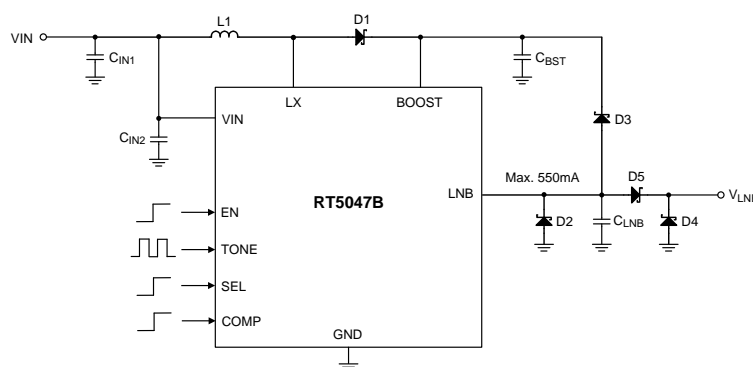 VIN
L1
D1
CIN1
CBST
LX
BOOST
VIN
D3
CIN2
Max. 550mA
D5
LNB
RT5047B
VLNB
EN
D2
CLNB
D4
TONE
SEL
COMP
GND